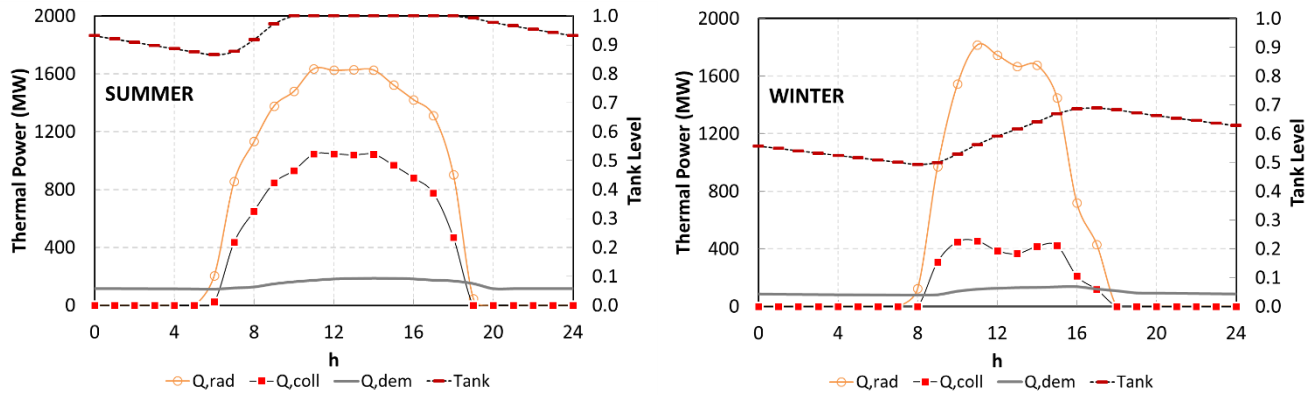 2000
1600
1200
800
400
0
Thermal Power (MW)
SUMMER
1.0
0.9
0.8
0.7
0.6
0.5
0.4
0.3
0.2
0.1
0.0
Tank Level
0 4 8 12 16 20 24
h
Q,rad Q,coll Q,dem Tank
2000
1600
1200
800
400
0
Thermal Power (MW)
WINTER
1.0
0.9
0.8
0.7
0.6
0.5
0.4
0.3
0.2
0.1
0.0
Tank Level
0 4 8 12 16 20 24
h
Q,rad Q,coll Q,dem Tank